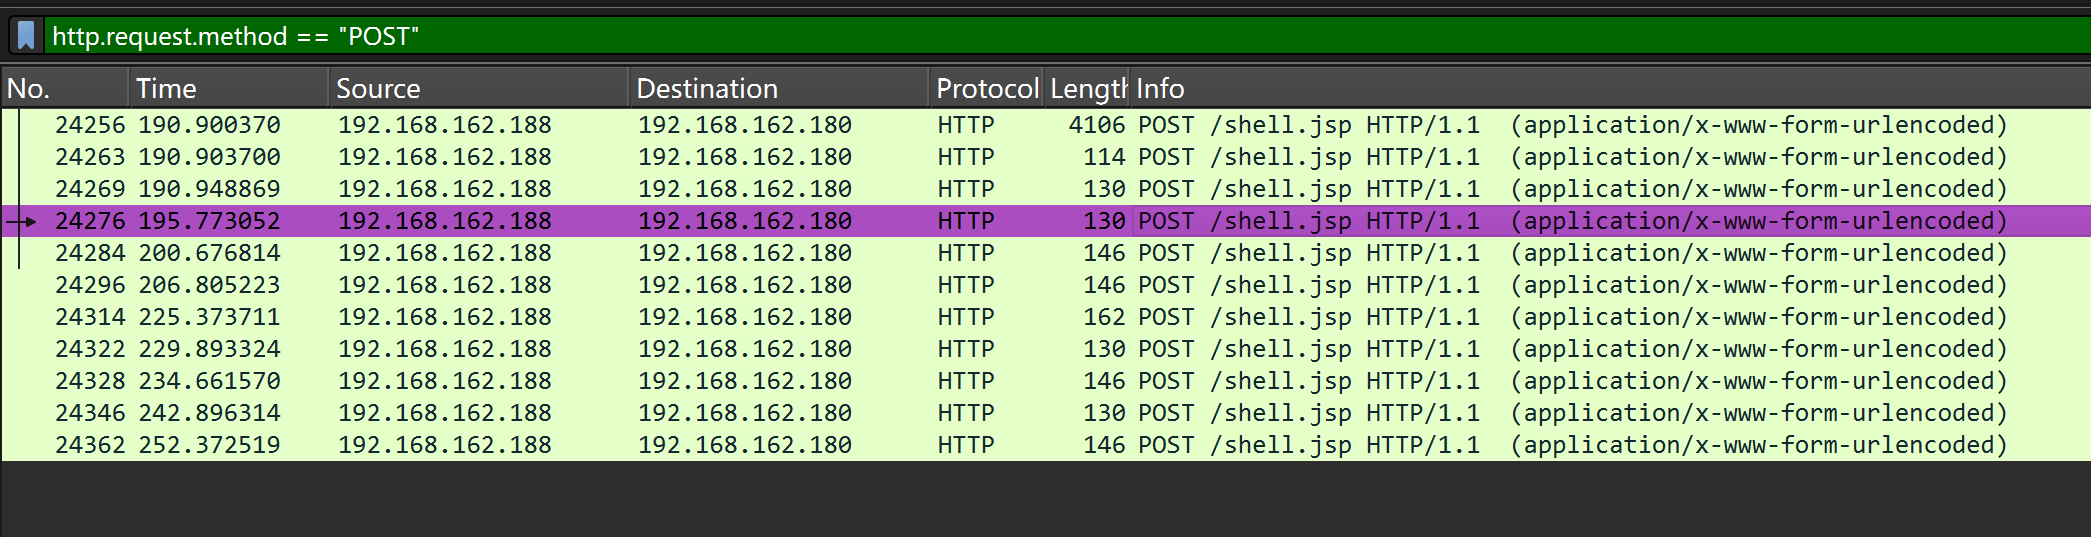 http.request.method == "POST"
No. Time Source Destination Protocol Length Info
24256 190.900370 192.168.162.188 192.168.162.180 HTTP 4106 POST /shell.jsp HTTP/1.1 (application/x-www-form-urlencoded)
24263 190.903700 192.168.162.188 192.168.162.180 HTTP 114 POST /shell.jsp HTTP/1.1 (application/x-www-form-urlencoded)
24269 190.948869 192.168.162.188 192.168.162.180 HTTP 130 POST /shell.jsp HTTP/1.1 (application/x-www-form-urlencoded)
24276 195.773052 192.168.162.188 192.168.162.180 HTTP 130 POST /shell.jsp HTTP/1.1 (application/x-www-form-urlencoded)
24284 200.676814 192.168.162.188 192.168.162.180 HTTP 146 POST /shell.jsp HTTP/1.1 (application/x-www-form-urlencoded)
24296 206.805223 192.168.162.188 192.168.162.180 HTTP 146 POST /shell.jsp HTTP/1.1 (application/x-www-form-urlencoded)
24314 225.373711 192.168.162.188 192.168.162.180 HTTP 162 POST /shell.jsp HTTP/1.1 (application/x-www-form-urlencoded)
24322 229.893324 192.168.162.188 192.168.162.180 HTTP 130 POST /shell.jsp HTTP/1.1 (application/x-www-form-urlencoded)
24328 234.661570 192.168.162.188 192.168.162.180 HTTP 146 POST /shell.jsp HTTP/1.1 (application/x-www-form-urlencoded)
24346 242.896314 192.168.162.188 192.168.162.180 HTTP 130 POST /shell.jsp HTTP/1.1 (application/x-www-form-urlencoded)
24362 252.372519 192.168.162.188 192.168.162.180 HTTP 146 POST /shell.jsp HTTP/1.1 (application/x-www-form-urlencoded)